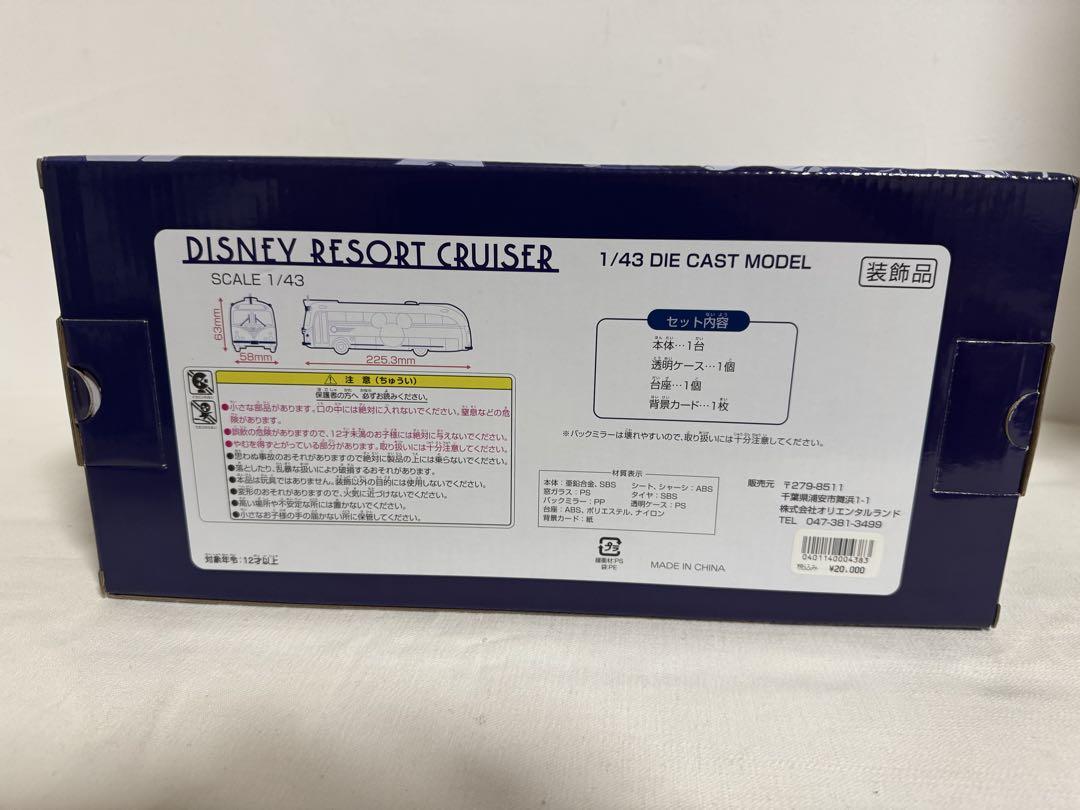 DISNEY RESORT CRUISER
1/43 DIE CAST MODEL
装飾品
SCALE 1/43
63mm
58mm
225.3mm
注 意 (ちゅうい)
保護者の方へ 必ずお読みください。
●小さな部品があります。口の中には絶対に入れないでください。窒息などの危
険があります。
●誤飲の危険がありますので、12才未満のお子様には絶対に与えないでください。
●やむを得ずとがっている部分があります。取り扱いには十分注意してください。
●思わぬ事故のおそれがありますので絶対に製品の上には乗らないでください。
●落としたり、乱暴な扱いにより破損するおそれがあります。
●本品は玩具ではありません。装飾以外の目的には使用しないでください。
●変形のおそれがありますので、火気に近づけないでください。
●高い場所や不安定な所には置かないでください。
●小さなお子様の手の届かない所に保管してください。
対象年令:12才以上
セット内容
本体…1台
透明ケース…1個
台座…1個
背景カード…1枚
※バックミラーは壊れやすいので、取り扱いには十分注意してください。
材質表示
本体:亜鉛合金、SBS
窓ガラス:PS
バックミラー:PP
台座:ABS、ポリエステル、ナイロン
背景カード:紙
シート、シャーシ:ABS
タイヤ:SBS
透明ケース:PS
プラ
緩衝材:PS
袋:PE
MADE IN CHINA
販売元 〒279-8511
千葉県浦安市舞浜1-1
株式会社オリエンタルランド
TEL 047-381-3499
0401140004383
税込み ¥20,000